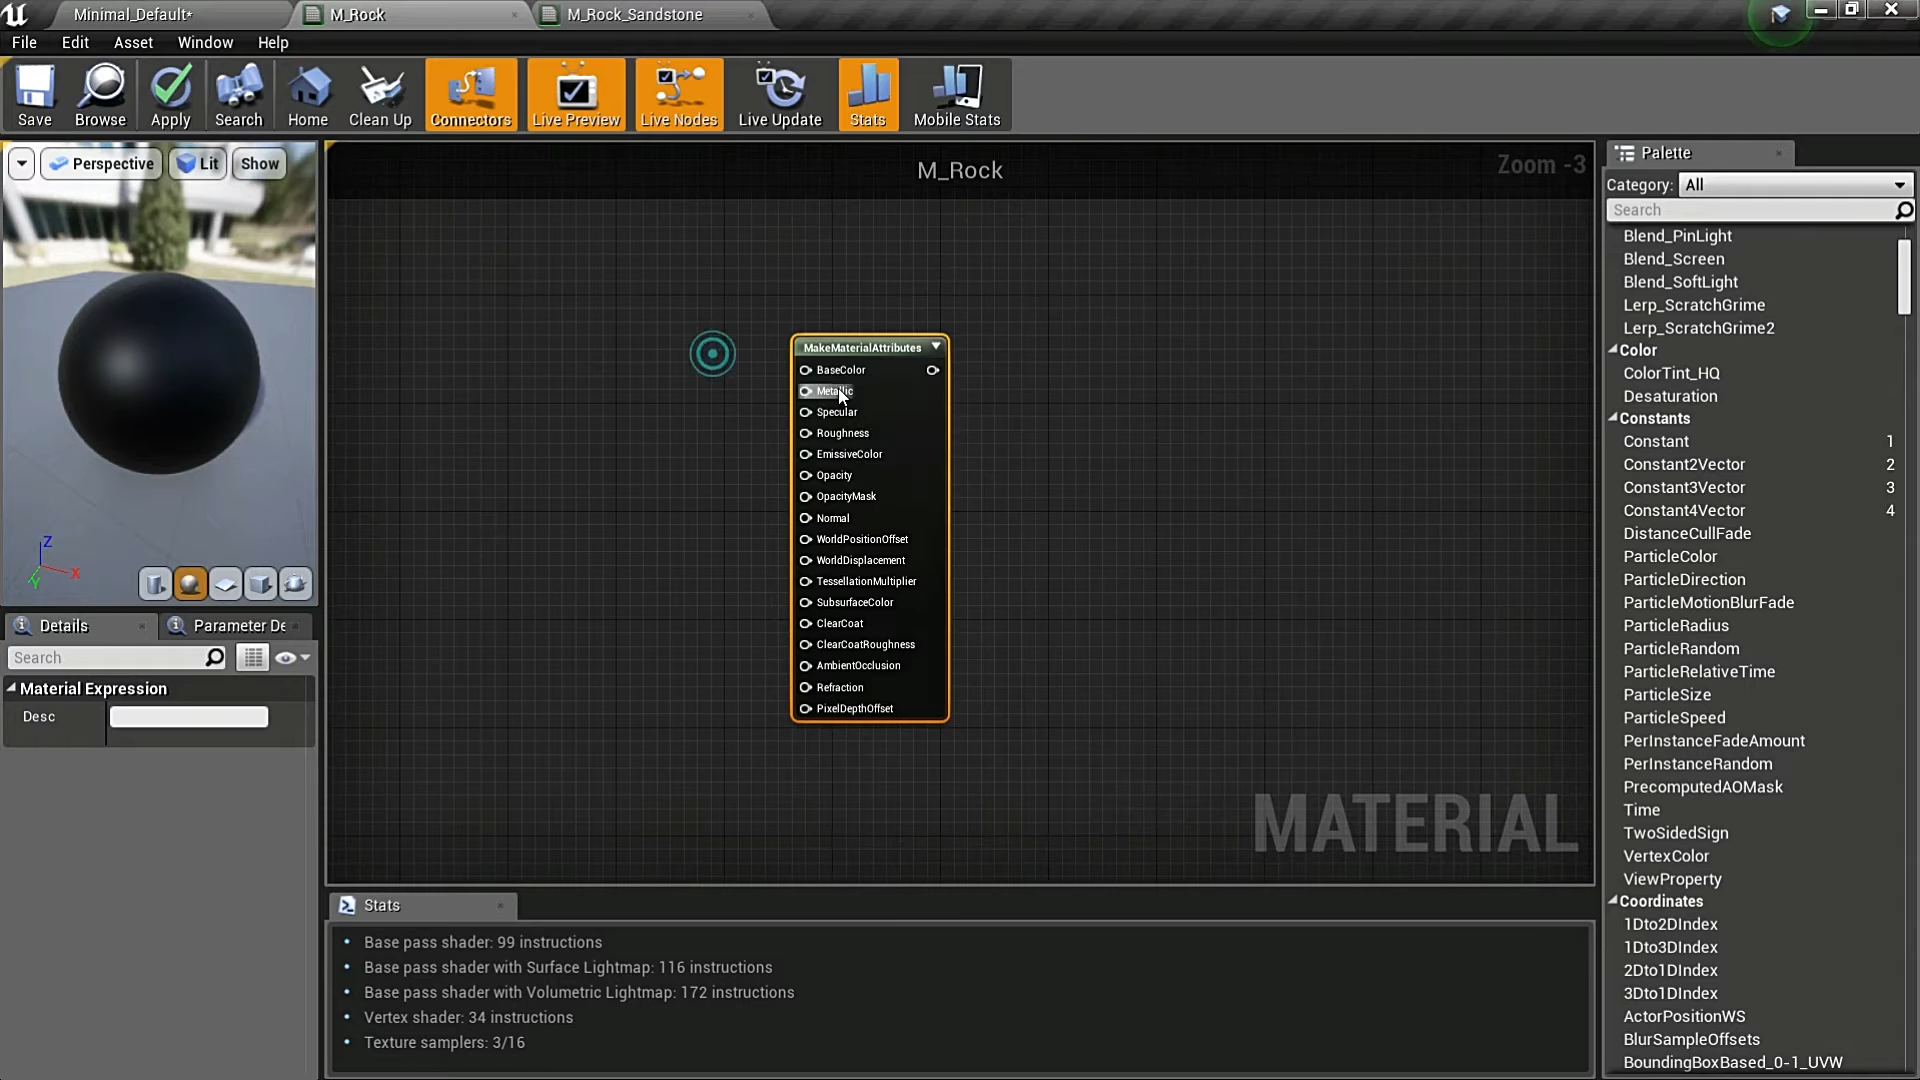 Minimal_Default*
M_Rock
M_Rock_Sandstone
File Edit Asset Window Help
Save Browse Apply Search Home Clean Up Connectors Live Preview Live Nodes Live Update Stats Mobile Stats
Perspective Lit Show
M_Rock
Zoom -3
MakeMaterialAttributes
BaseColor
Metallic
Specular
Roughness
EmissiveColor
Opacity
OpacityMask
Normal
WorldPositionOffset
WorldDisplacement
TessellationMultiplier
SubsurfaceColor
ClearCoat
ClearCoatRoughness
AmbientOcclusion
Refraction
PixelDepthOffset
MATERIAL
Z
X
Y
Details
Parameter De
Search
Material Expression
Desc
Stats
Base pass shader: 99 instructions
Base pass shader with Surface Lightmap: 116 instructions
Base pass shader with Volumetric Lightmap: 172 instructions
Vertex shader: 34 instructions
Texture samplers: 3/16
Palette
Category: All
Search
Blend_PinLight
Blend_Screen
Blend_SoftLight
Lerp_ScratchGrime
Lerp_ScratchGrime2
Color
ColorTint_HQ
Desaturation
Constants
Constant 1
Constant2Vector 2
Constant3Vector 3
Constant4Vector 4
DistanceCullFade
ParticleColor
ParticleDirection
ParticleMotionBlurFade
ParticleRadius
ParticleRandom
ParticleRelativeTime
ParticleSize
ParticleSpeed
PerInstanceFadeAmount
PerInstanceRandom
PrecomputedAOMask
Time
TwoSidedSign
VertexColor
ViewProperty
Coordinates
1Dto2DIndex
1Dto3DIndex
2Dto1DIndex
3Dto1DIndex
ActorPositionWS
BlurSampleOffsets
BoundingBoxBased_0-1_UVW